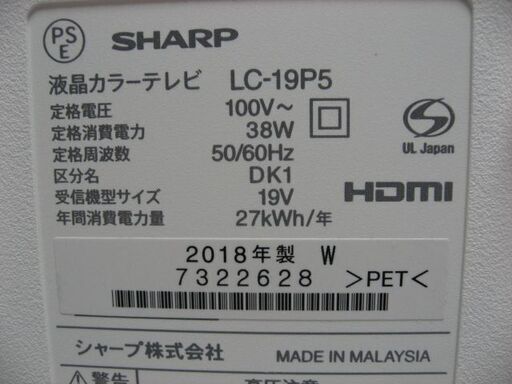 PS
E
SHARP
液晶カラーテレビ LC-19P5
定格電圧 100V～
定格消費電力 38W
定格周波数 50/60Hz
区分名 DK1
受信機型サイズ 19V
年間消費電力量 27kWh/年
S
UL Japan
HDMI
2018年製 W
7322628 >PET<
シャープ株式会社 MADE IN MALAYSIA
警告 高圧注意